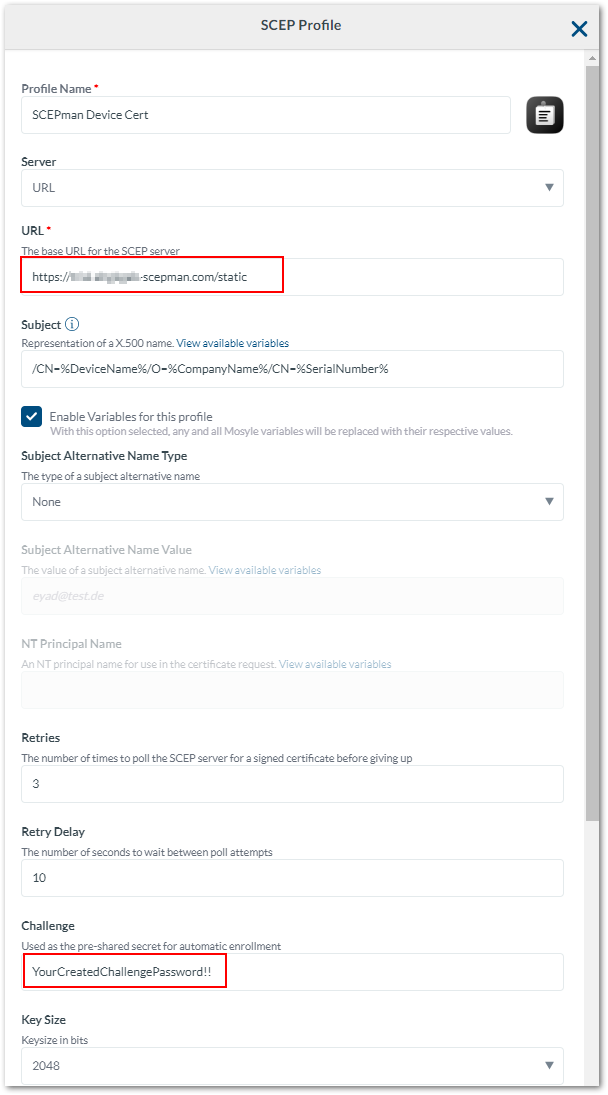 SCEP Profile
Profile Name *
SCEPman Device Cert
Server
URL
URL *
The base URL for the SCEP server
https://-scepman.com/static
Subject
Representation of a X.500 name. View available variables
/CN=%DeviceName%/O=%CompanyName%/CN=%SerialNumber%
Enable Variables for this profile
With this option selected, any and all Mosyle variables will be replaced with their respective values.
Subject Alternative Name Type
The type of a subject alternative name
None
Subject Alternative Name Value
The value of a subject alternative name. View available variables
eyad@test.de
NT Principal Name
An NT principal name for use in the certificate request. View available variables
Retries
The number of times to poll the SCEP server for a signed certificate before giving up
3
Retry Delay
The number of seconds to wait between poll attempts
10
Challenge
Used as the pre-shared secret for automatic enrollment
YourCreatedChallengePassword!!
Key Size
Keysize in bits
2048